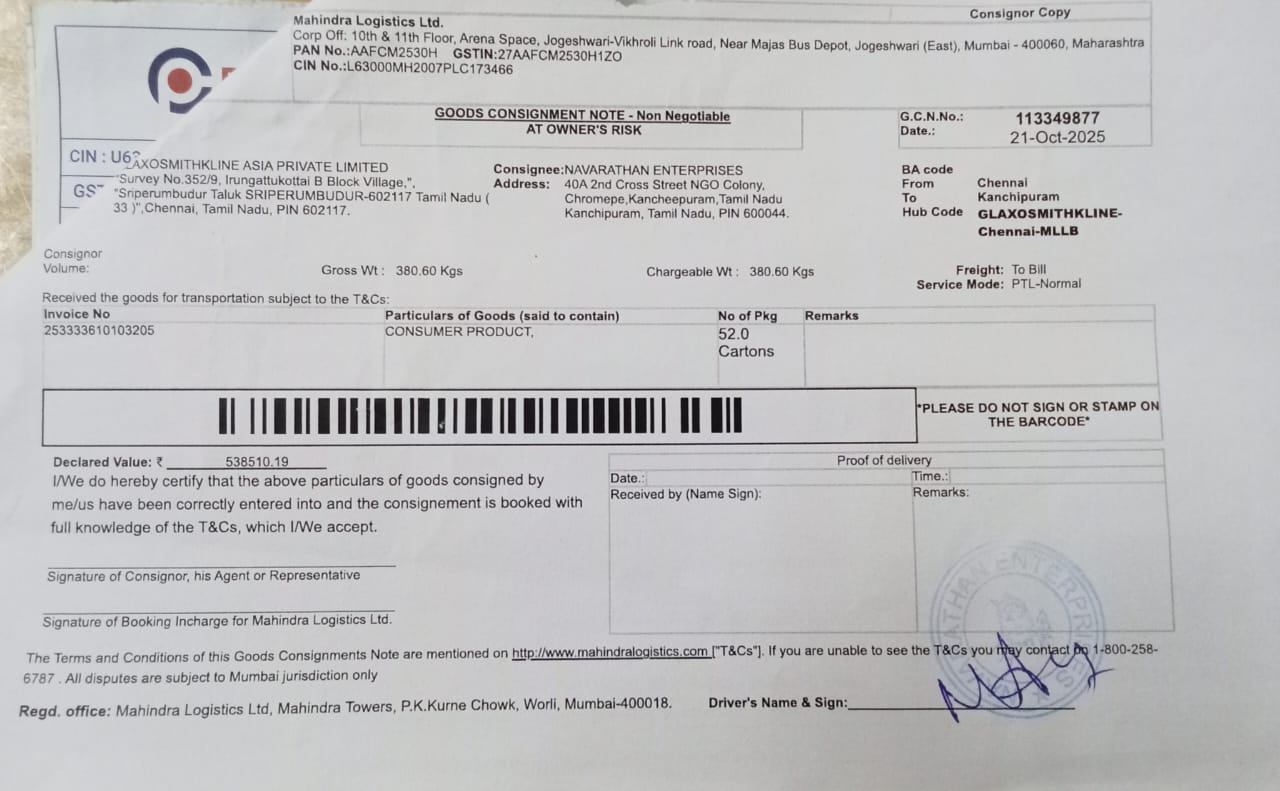 Consignor Copy
Mahindra Logistics Ltd.
Corp Off: 10th & 11th Floor, Arena Space, Jogeshwari-Vikhroli Link road, Near Majas Bus Depot, Jogeshwari (East), Mumbai - 400060, Maharashtra
PAN No.:AAFCM2530H GSTIN:27AAFCM2530H1ZO
CIN No.:L63000MH2007PLC173466
GOODS CONSIGNMENT NOTE - Non Negotiable
AT OWNER'S RISK
G.C.N.No.: 113349877
Date.: 21-Oct-2025
CIN : U63
GS
LAXOSMITHKLINE ASIA PRIVATE LIMITED
"Survey No.352/9, Irungattukottai B Block Village,",
"Sriperumbudur Taluk SRIPERUMBUDUR-602117 Tamil Nadu (
33 )",Chennai, Tamil Nadu, PIN 602117.
Consignee:NAVARATHAN ENTERPRISES
Address: 40A 2nd Cross Street NGO Colony,
Chromepe,Kancheepuram,Tamil Nadu
Kanchipuram, Tamil Nadu, PIN 600044.
BA code
From Chennai
To Kanchipuram
Hub Code GLAXOSMITHKLINE-
Chennai-MLLB
Consignor
Volume:
Gross Wt : 380.60 Kgs
Chargeable Wt : 380.60 Kgs
Freight: To Bill
Service Mode: PTL-Normal
Received the goods for transportation subject to the T&Cs:
Invoice No Particulars of Goods (said to contain) No of Pkg Remarks
253333610103205 CONSUMER PRODUCT, 52.0
Cartons
*PLEASE DO NOT SIGN OR STAMP ON
THE BARCODE*
Declared Value: ₹ 538510.19
I/We do hereby certify that the above particulars of goods consigned by
me/us have been correctly entered into and the consignement is booked with
full knowledge of the T&Cs, which I/We accept.
Proof of delivery
Date.: Time.:
Received by (Name Sign): Remarks:
Signature of Consignor, his Agent or Representative
Signature of Booking Incharge for Mahindra Logistics Ltd.
The Terms and Conditions of this Goods Consignments Note are mentioned on http://www.mahindralogistics.com ["T&Cs"]. If you are unable to see the T&Cs you may contact on 1-800-258-
6787 . All disputes are subject to Mumbai jurisdiction only
Regd. office: Mahindra Logistics Ltd, Mahindra Towers, P.K.Kurne Chowk, Worli, Mumbai-400018.
Driver's Name & Sign: